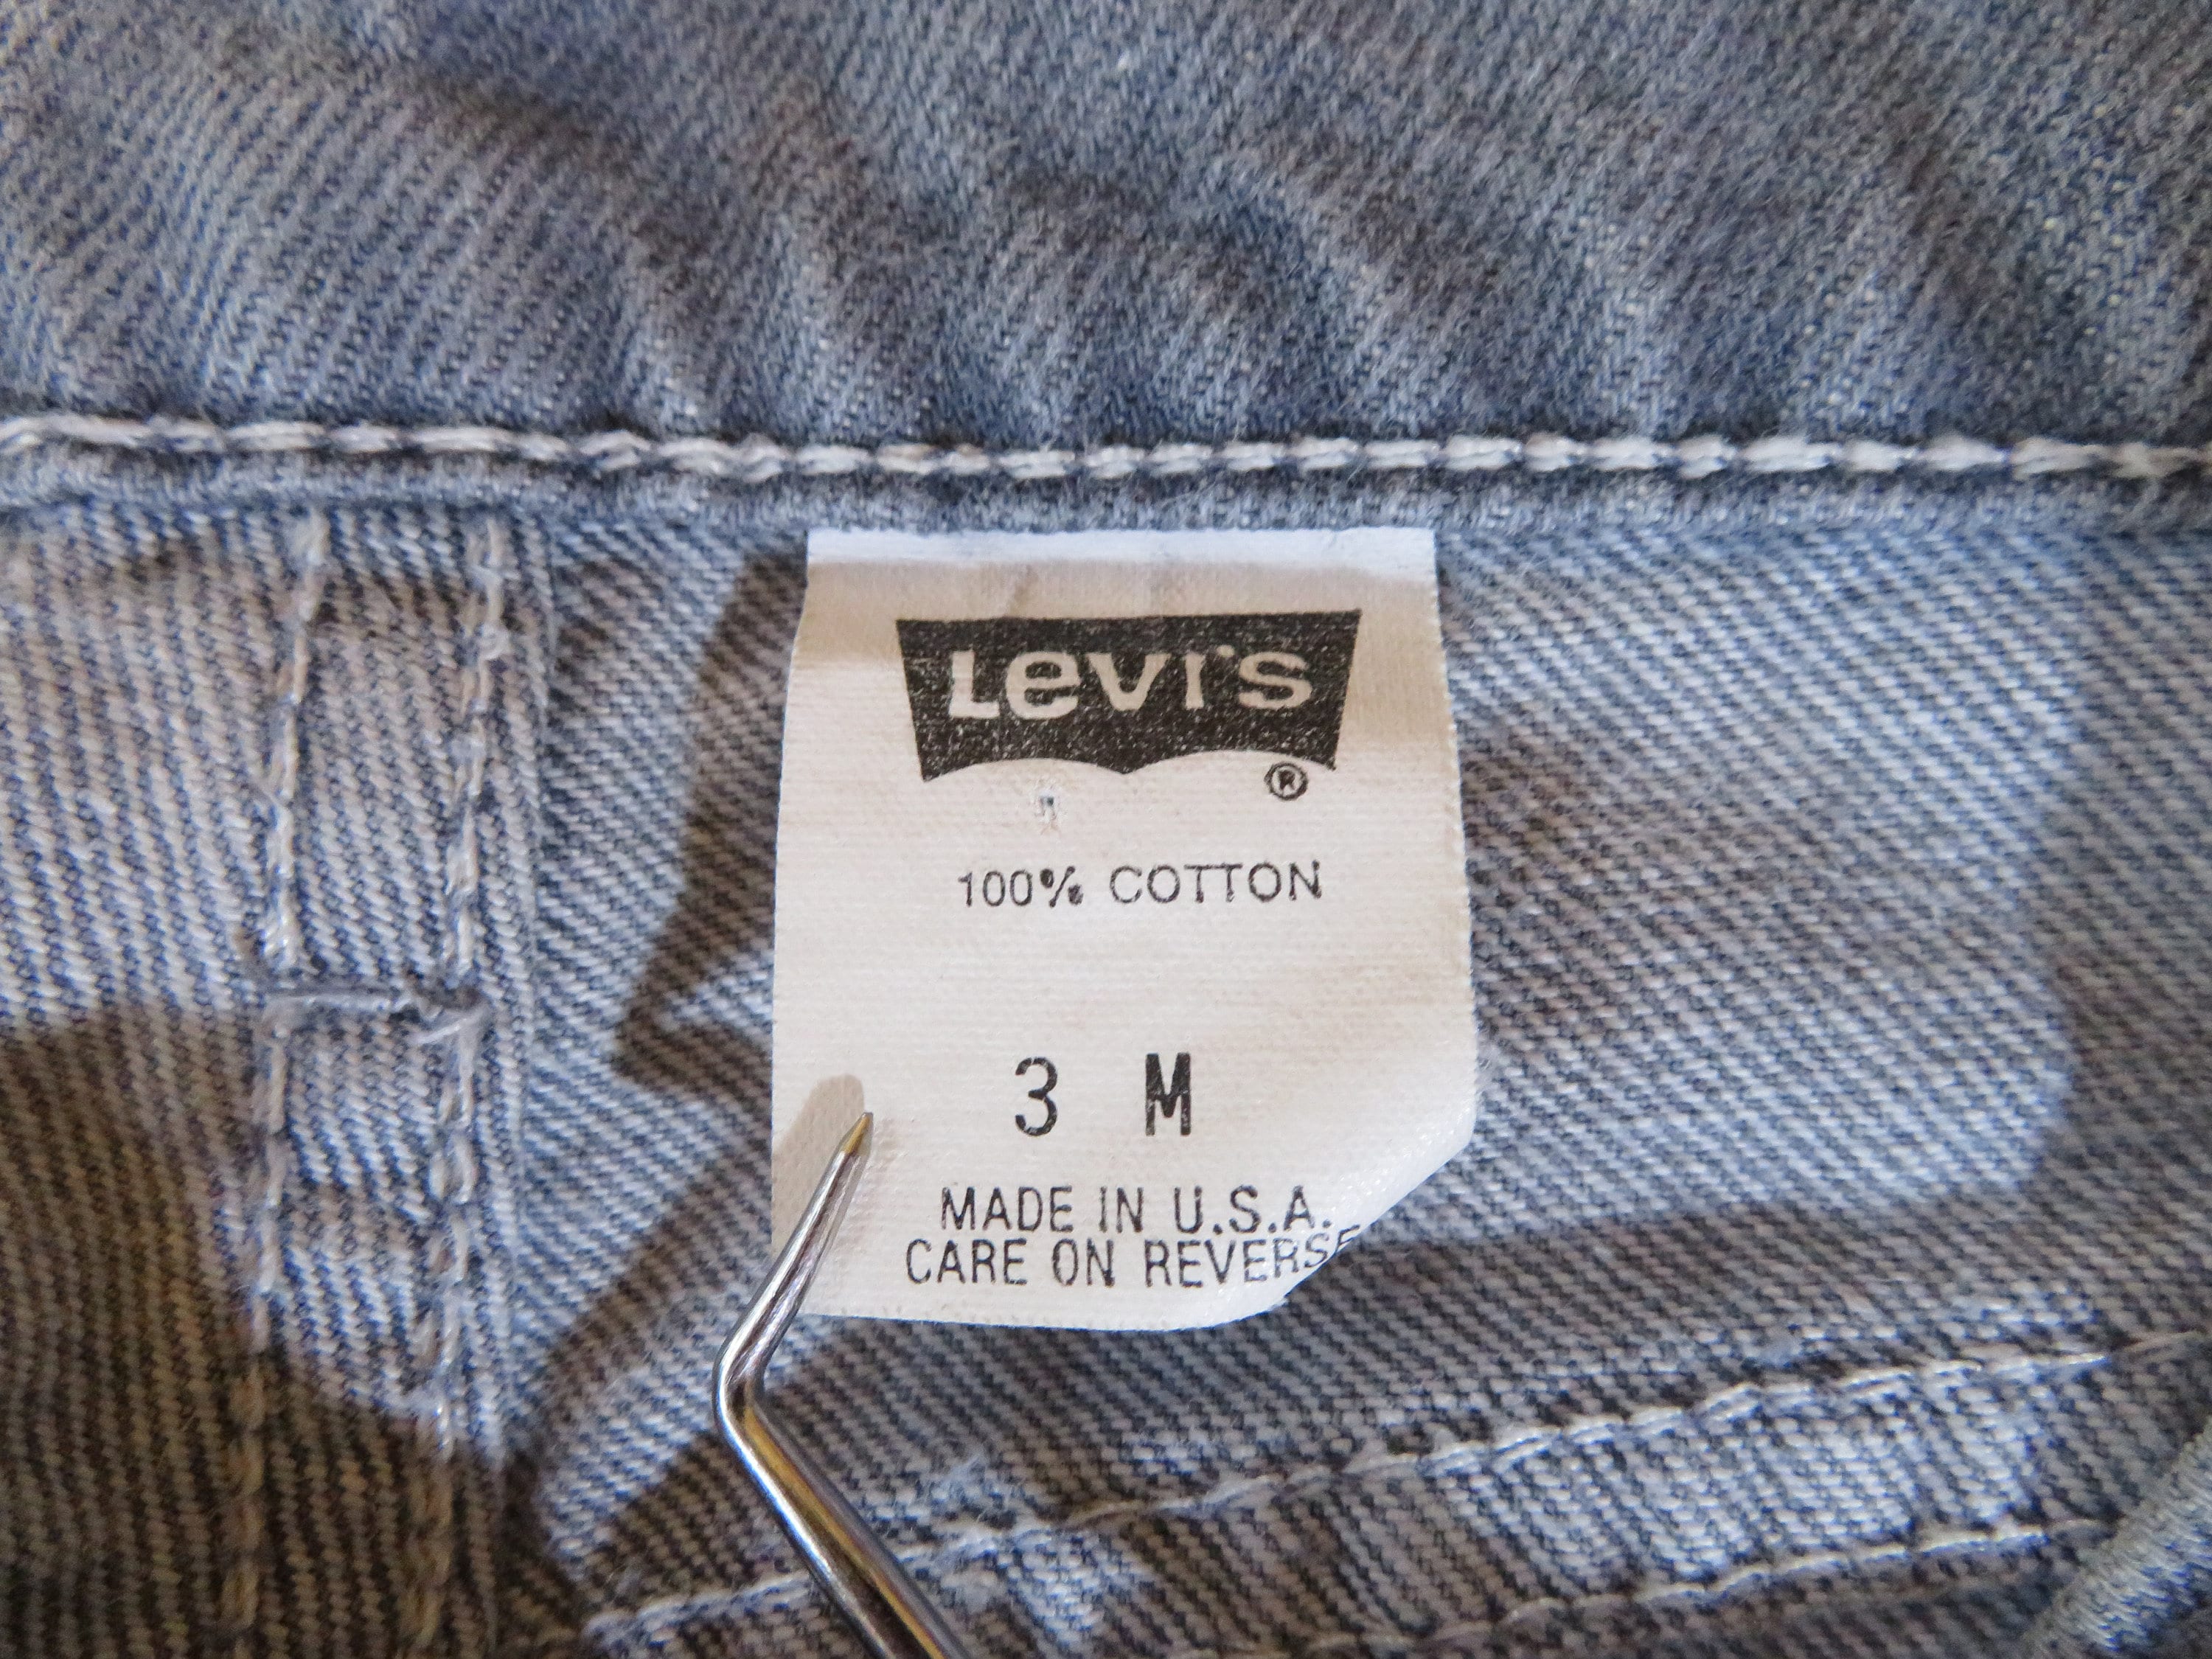 Levi's
®
100% COTTON
3 M
MADE IN U.S.A.
CARE ON REVERSE